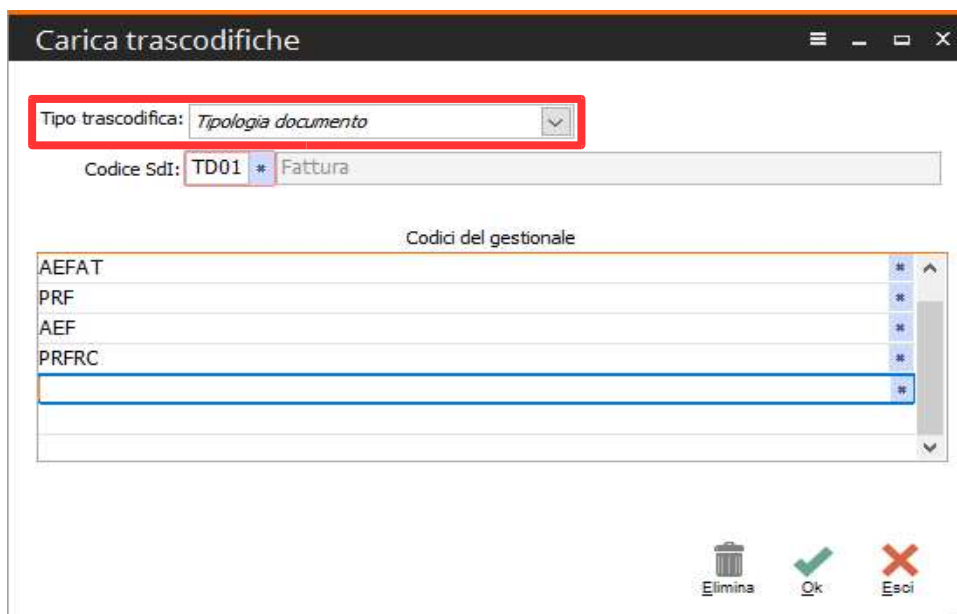 Carica trascodifiche
Tipo trascodifica: Tipologia documento
Codice SdI: TD01 Fattura
Codici del gestionale
AEFAT
PRF
AEF
PRFRC
Elimina Ok Esci